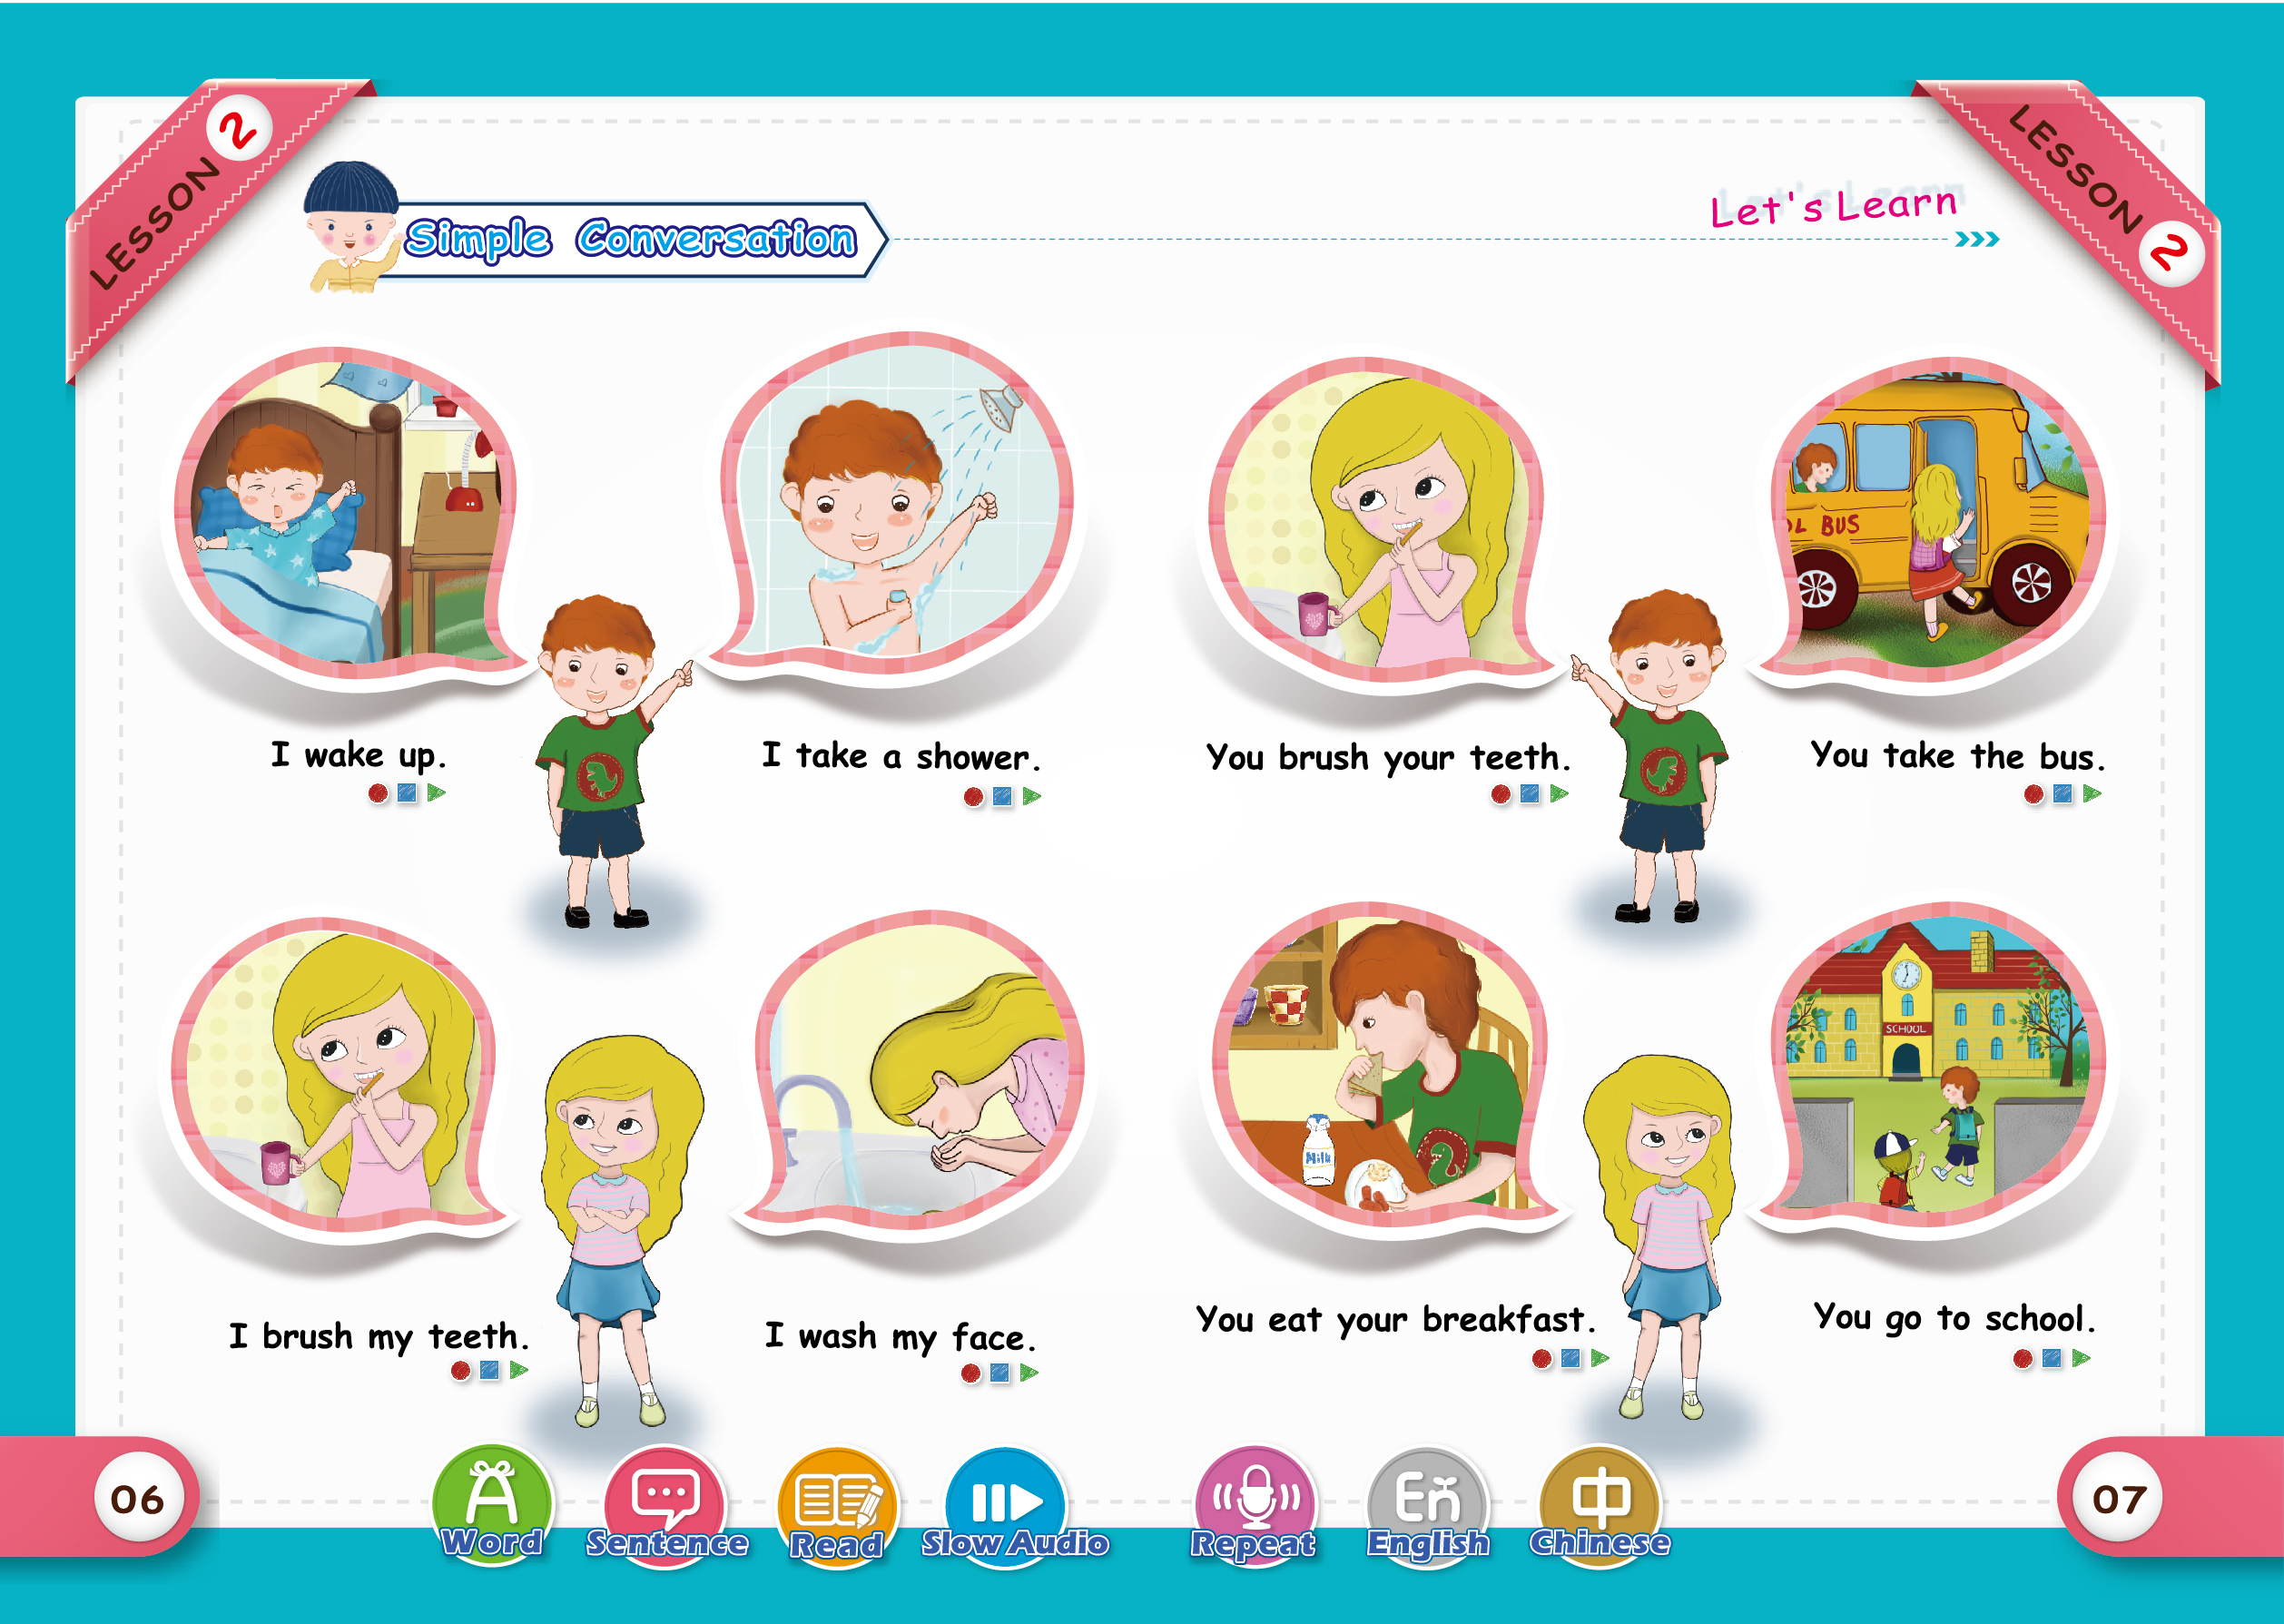 LESSON 2
Simple Conversation
Let's Learn
LESSON 2
I wake up.
I take a shower.
You brush your teeth.
L BUS
You take the bus.
I brush my teeth.
I wash my face.
Milk
You eat your breakfast.
SCHOOL
You go to school.
06
Word
Sentence
Read
Slow Audio
Repeat
En
English
中
Chinese
07